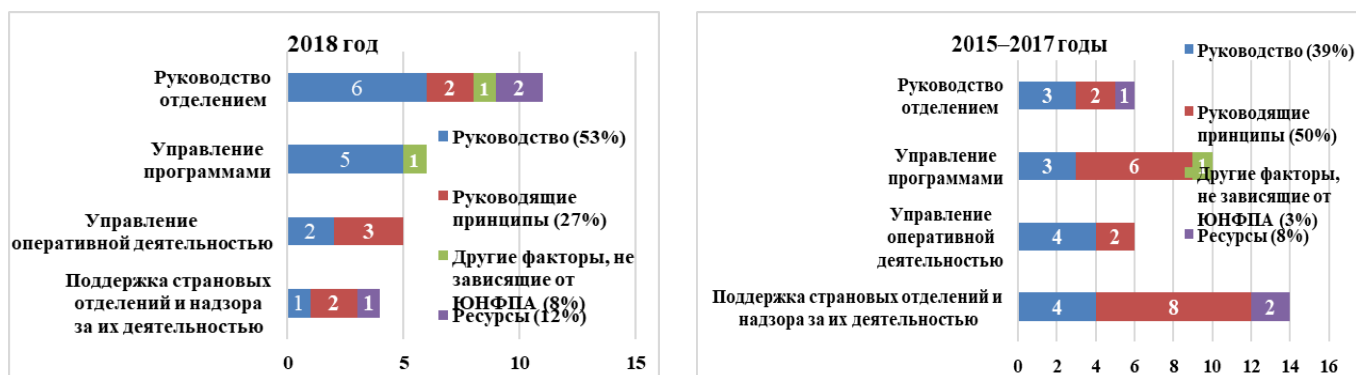 2018 год
Руководство
отделением
6 2 1 2
Управление
программами
5 1
Управление
оперативной деятельностью
2 3
Поддержка страновых
отделений и надзора
за их деятельностью
1 2 1
Руководство (53%)
Руководящие
принципы (27%)
Другие факторы, не
зависящие от
ЮНФПА (8%)
Ресурсы (12%)
0 5 10 15
2015–2017 годы
Руководство
отделением
3 2 1
Управление
программами
3 6 1
Управление
оперативной
деятельностью
4 2
Поддержка страновых отделений и
надзора за их деятельностью
4 8 2
Руководство (39%)
Руководящие
принципы (50%)
Другие факторы,
не зависящие от
ЮНФПА (3%)
Ресурсы (8%)
0 2 4 6 8 10 12 14 16